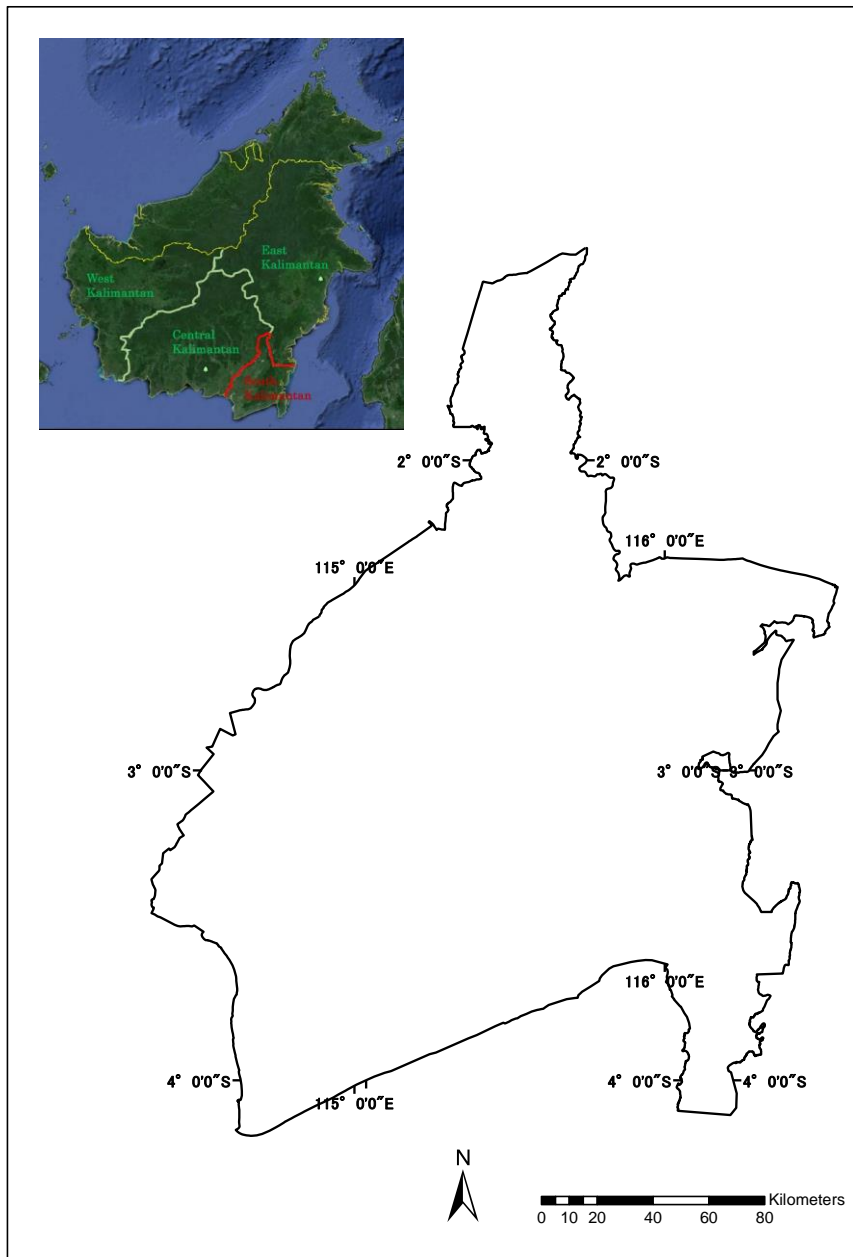 East
Kalimantan
West
Kalimantan
Central
Kalimantan
South
Kalimantan
2° 0'0"S
2° 0'0"S
116° 0'0"E
115° 0'0"E
3° 0'0"S
3° 0'0"S
3° 0'0"S
116° 0'0"E
4° 0'0"S
4° 0'0"S
4° 0'0"S
115° 0'0"E
N
Kilometers
0 10 20 40 60 80